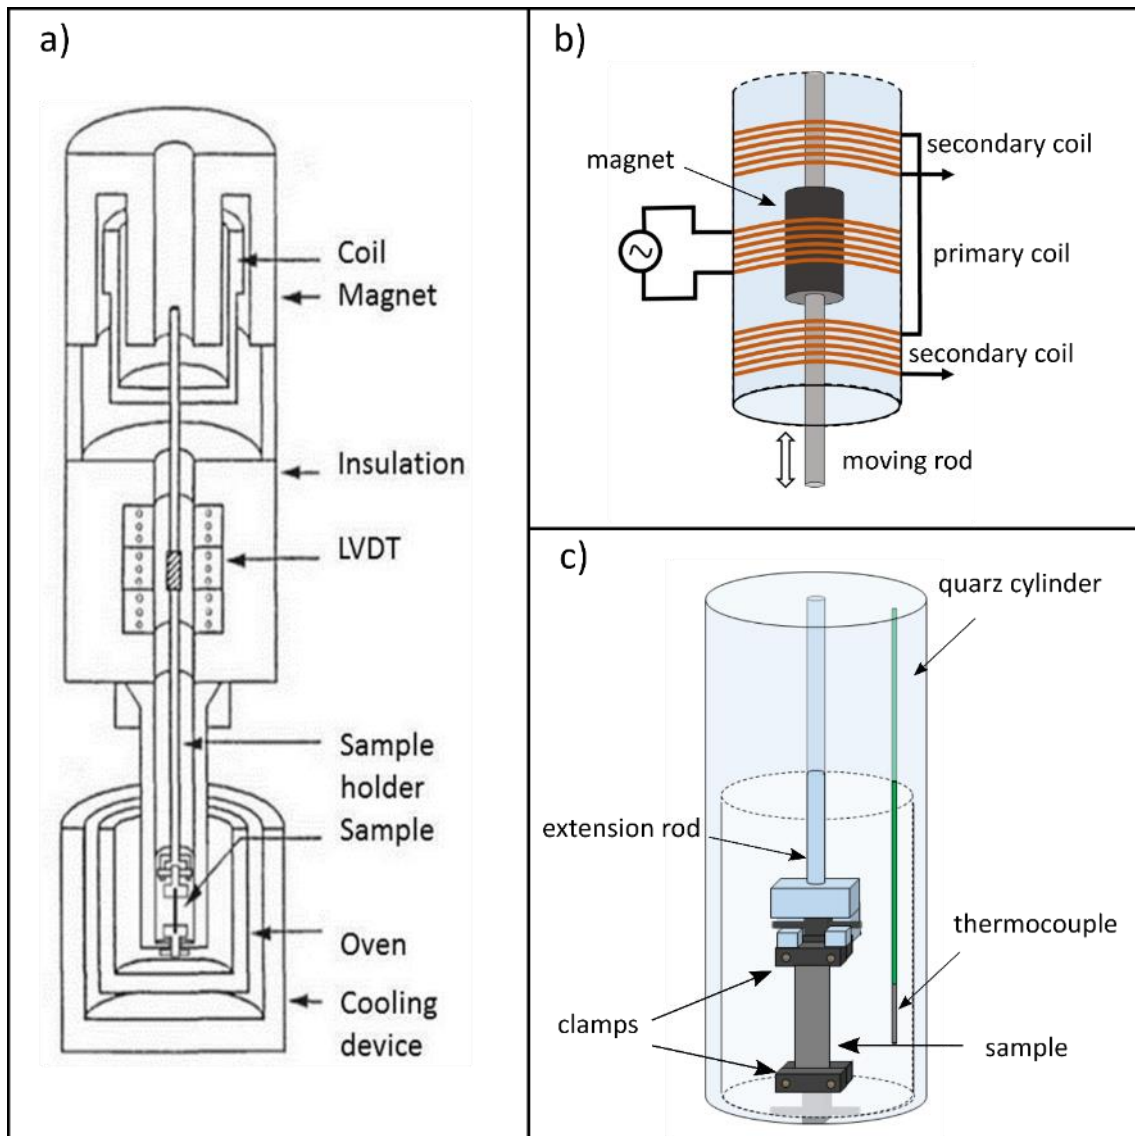 a)
Coil
Magnet
Insulation
LVDT
Sample
holder
Sample
Oven
Cooling
device
b)
magnet
secondary coil
primary coil
secondary coil
moving rod
c)
quarz cylinder
extension rod
thermocouple
clamps
sample